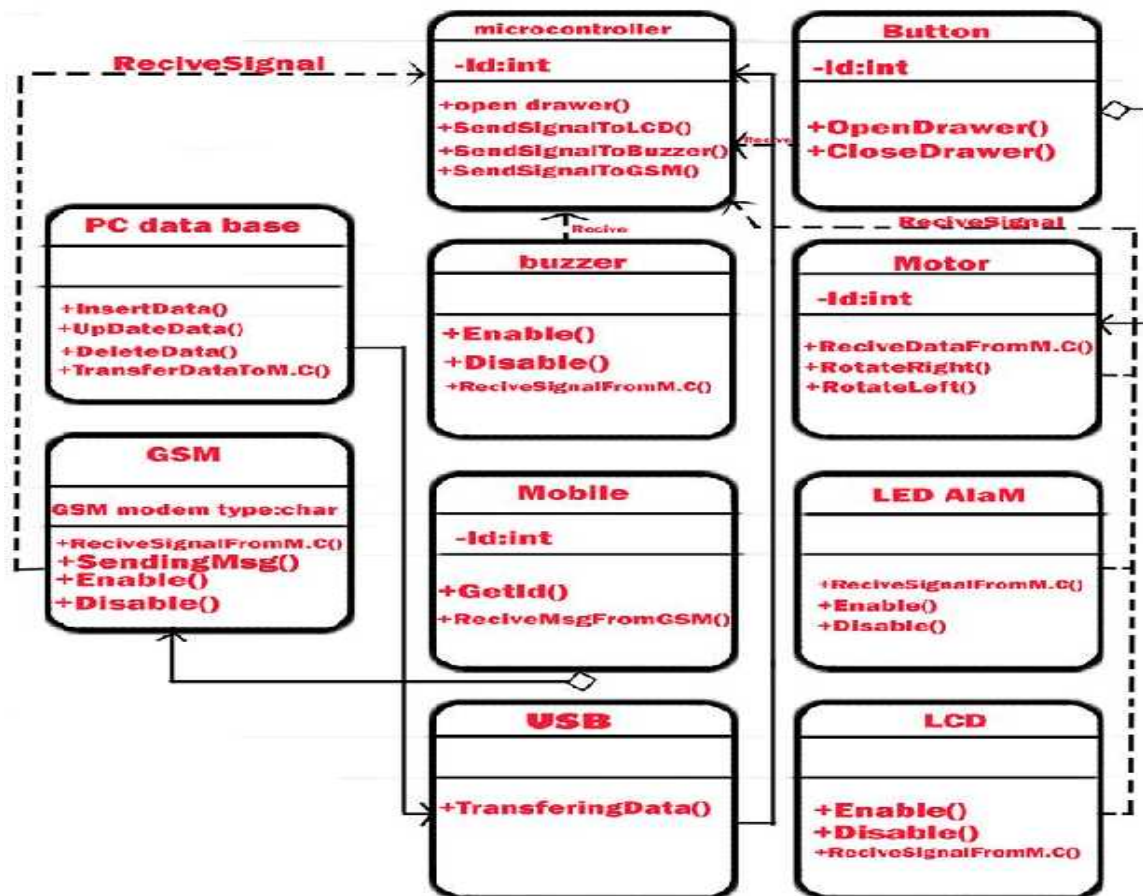 microcontroller
-Id:int
+open drawer()
+SendSignalToLCD()
+SendSignalToBuzzer()
+SendSignalToGSM()
Button
-Id:int
+OpenDrawer()
+CloseDrawer()
ReciveSignal
Recive
PC data base
+InsertData()
+UpDateData()
+DeleteData()
+TransferDataToM.C()
Recive
buzzer
+Enable()
+Disable()
+ReciveSignalFromM.C()
ReciveSignal
Motor
-Id:int
+ReciveDataFromM.C()
+RotateRight()
+RotateLeft()
GSM
GSM modem type:char
+ReciveSignalFromM.C()
+SendingMsg()
+Enable()
+Disable()
Mobile
-Id:int
+GetId()
+ReciveMsgFromGSM()
LED AlaM
+ReciveSignalFromM.C()
+Enable()
+Disable()
USB
+TransferingData()
LCD
+Enable()
+Disable()
+ReciveSignalFromM.C()